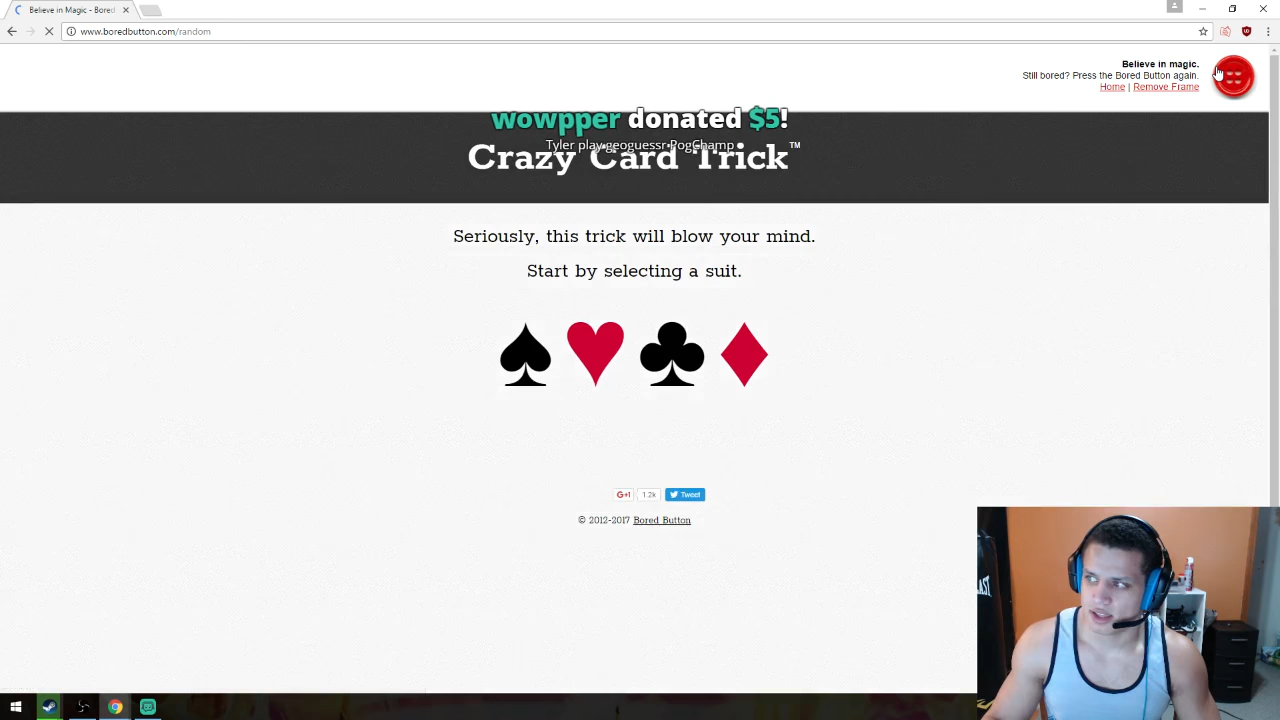 Believe in Magic - Bored
www.boredbutton.com/random
Believe in magic.
Still bored? Press the Bored Button again.
Home | Remove Frame
wowpper donated $5!
Tyler play geoguessr PogChamp
Crazy Card Trick™
Seriously, this trick will blow your mind.
Start by selecting a suit.
G+1 1.2k Tweet
© 2012-2017 Bored Button